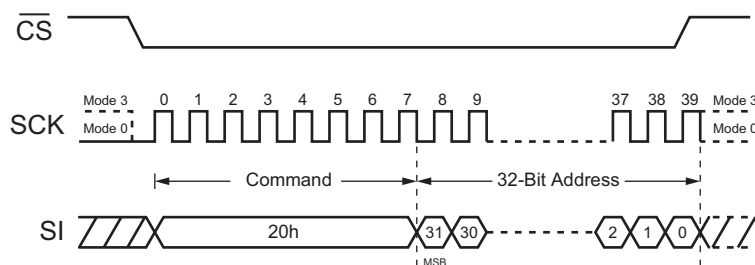 CS
SCK
Mode 3
Mode 0
0 1 2 3 4 5 6 7 8 9 37 38 39
Mode 3
Mode 0
Command
32-Bit Address
SI
20h
31 30 2 1 0
MSB